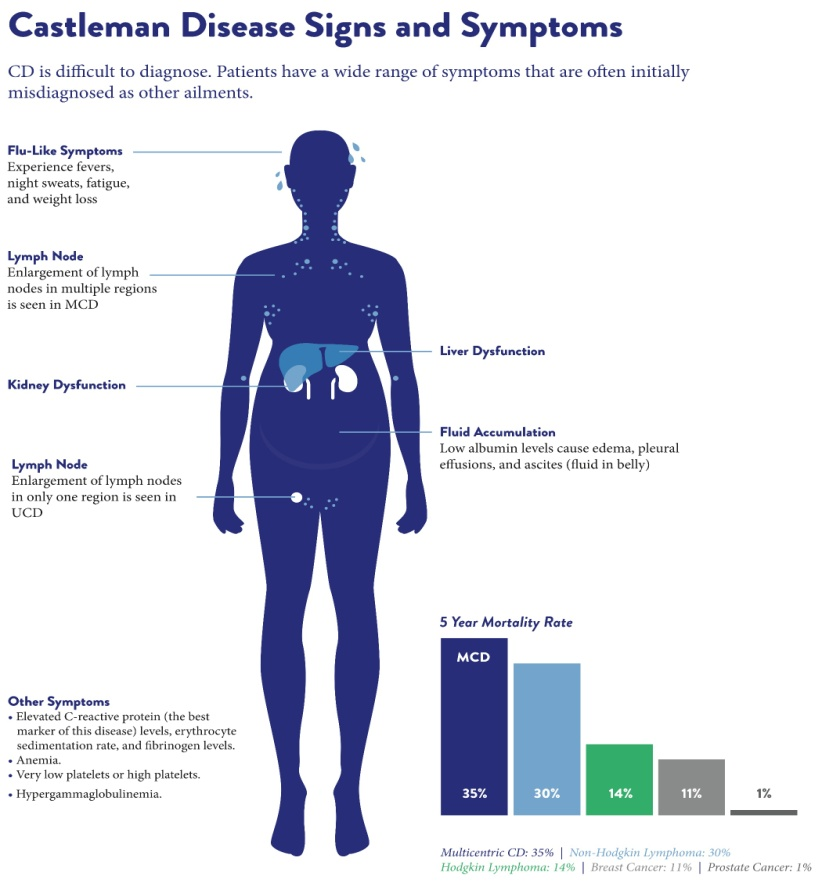 Castleman Disease Signs and Symptoms
CD is difficult to diagnose. Patients have a wide range of symptoms that are often initially
misdiagnosed as other ailments.
Flu-Like Symptoms
Experience fevers,
night sweats, fatigue,
and weight loss
Lymph Node
Enlargement of lymph
nodes in multiple regions
is seen in MCD
Liver Dysfunction
Kidney Dysfunction
Fluid Accumulation
Low albumin levels cause edema, pleural
effusions, and ascites (fluid in belly)
Lymph Node
Enlargement of lymph nodes
in only one region is seen in
UCD
Other Symptoms
• Elevated C-reactive protein (the best
marker of this disease) levels, erythrocyte
sedimentation rate, and fibrinogen levels.
• Anemia.
• Very low platelets or high platelets.
• Hypergammaglobulinemia.
5 Year Mortality Rate
MCD
35%
30%
14%
11%
1%
Multicentric CD: 35% | Non-Hodgkin Lymphoma: 30%
Hodgkin Lymphoma: 14% | Breast Cancer: 11% | Prostate Cancer: 1%